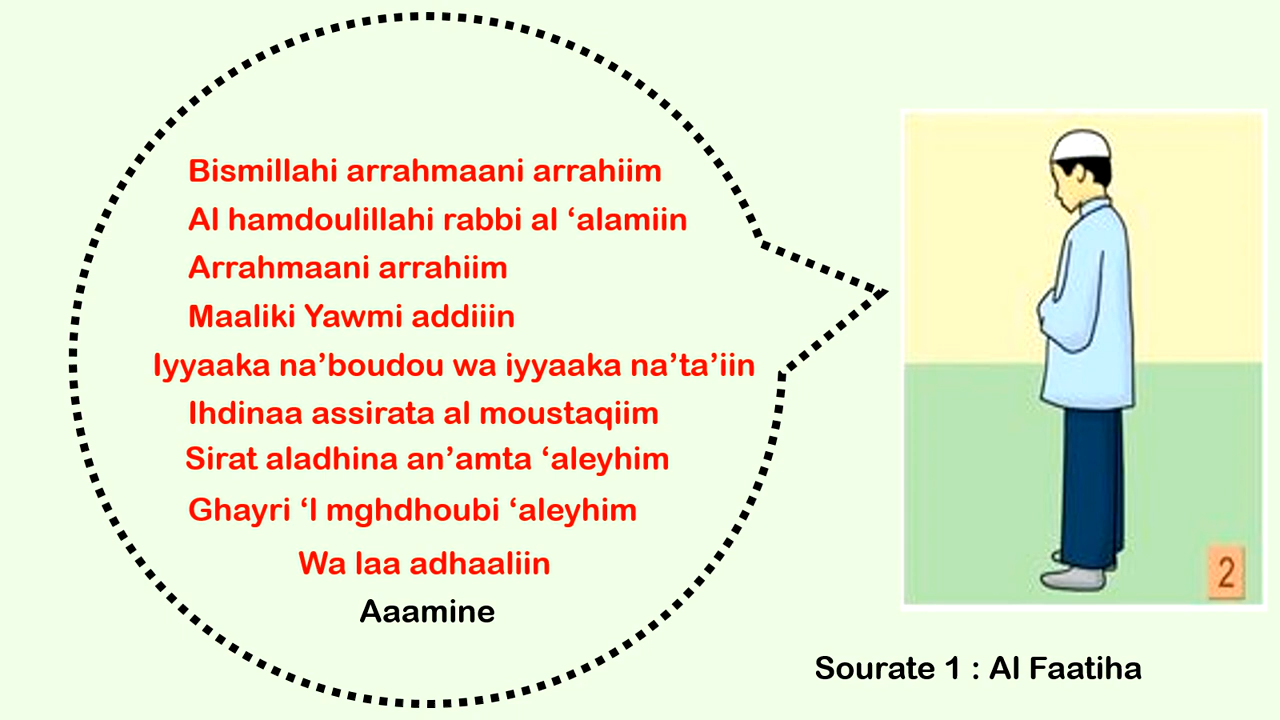 Bismillahi arrahmaani arrahiim
Al hamdoulillahi rabbi al ‘alamiin
Arrahmaani arrahiim
Maaliki Yawmi addiiin
Iyyaaka na’boudou wa iyyaaka na’ta’iin
Ihdinaa assirata al moustaqiim
Sirat aladhina an’amta ‘aleyhim
Ghayri ‘l mghdhoubi ‘aleyhim
Wa laa adhaaliin
Aaamine
2
Sourate 1 : Al Faatiha